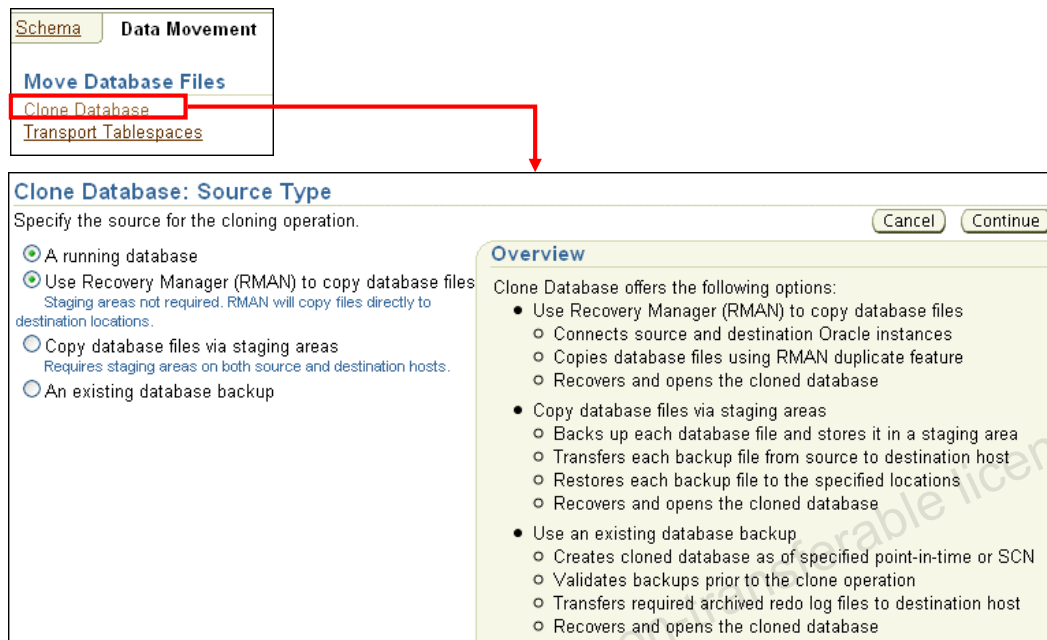 Schema Data Movement
Move Database Files
Clone Database
Transport Tablespaces
Clone Database: Source Type
Specify the source for the cloning operation.
Cancel Continue
A running database
Use Recovery Manager (RMAN) to copy database files
Staging areas not required. RMAN will copy files directly to
destination locations.
Copy database files via staging areas
Requires staging areas on both source and destination hosts.
An existing database backup
Overview
Clone Database offers the following options:
Use Recovery Manager (RMAN) to copy database files
Connects source and destination Oracle instances
Copies database files using RMAN duplicate feature
Recovers and opens the cloned database
Copy database files via staging areas
Backs up each database file and stores it in a staging area
Transfers each backup file from source to destination host
Restores each backup file to the specified locations
Recovers and opens the cloned database
Use an existing database backup
Creates cloned database as of specified point-in-time or SCN
Validates backups prior to the clone operation
Transfers required archived redo log files to destination host
Recovers and opens the cloned database